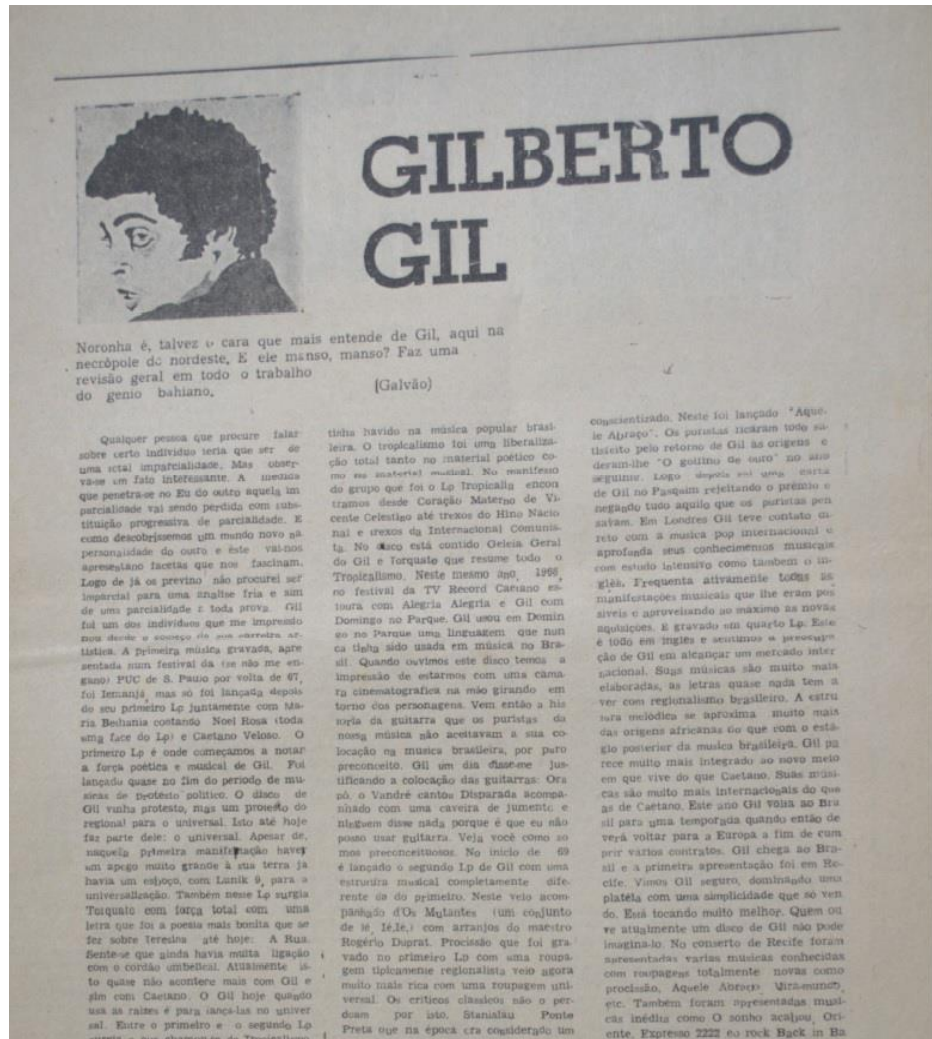 GILBERTO
GIL
Noronha é, talvez o cara que mais entende de Gil, aqui na
necrópole do nordeste. E ele manso, manso? Faz uma
revisão geral em todo o trabalho
do genio bahiano.
(Galvão)
Qualquer pessoa que procure falar
sobre certo individuo teria que ser de
uma total imparcialidade. Mas obser-
va-se um fato interessante. A medida
que penetra-se no Eu do outro aquela im
parcialidade vai sendo perdida com subs-
tituição progressiva de parcialidade. E
como descobrissemos um mundo novo na
personalidade do outro e êste vai-nos
apresentano facetas que nos fascinam.
Logo de já os previno não procurei ser
imparcial para uma analise fria e sim
de uma parcialidade a toda prova. Gil
foi um dos individuos que me impressio
nou desde o começo de sua carreira ar-
tistica. A primeira música gravada, apre
sentada num festival da (se não me en-
gano) PUC de S. Paulo por volta de 67,
foi Iemanjá, mas só foi lançada depois
do seu primeiro Lp juntamente com Ma-
ria Bethania contando Noel Rosa (toda
uma face do Lp) e Caetano Veloso. O
primeiro Lp é onde começamos a notar
a força poética e musical de Gil. Foi
lançado quase no fim do periodo de mu-
sicas de protério politico. O disco de
Gil vinha protesto, mas um protesto do
regional para o universal. Isto até hoje
faz parte dele: o universal. Apesar de,
naquela primeira manifestação haver
um apego muito grande à sua terra já
havia um esboço, com Lunik 9, para a
universalização. Também nesse Lp surgia
Torquato com força total com uma
letra que foi a poesia mais bonita que se
fez sobre Teresina até hoje: A Rua.
Sente-se que ainda havia multa ligação
com o cordão umbelical. Atualmente is-
to quase não acontere mais com Gil e
sim com Caetano. O Gil hoje quando
usa as raizes é para lança-las no univer
sal. Entre o primeiro e o segundo Lp
tinha havido na música popular brasi-
leira. O tropicalismo foi uma liberaliza-
ção total tanto no material poético co-
mo no material musical. No manifesto
do grupo que foi o Lp Tropicalia encon
tramos desde Coração Materno de Vi-
cente Celestino até trexos do Hino Nacio
nal e trexos da Internacional Comunis-
ta. No disco está contido Geleia Geral
do Gil e Torquato que resume todo o
Tropicalismo. Neste mesmo ano, 1968,
no festival da TV Record Caetano es-
toura com Alegria Alegria e Gil com
Domingo no Parque. Gil usou em Domin
go no Parque uma linguagem que nun
ca tinha sido usada em música no Bra-
sil. Quando ouvimos este disco temos a
impressão de estarmos com uma câma
ra cinematografica na mão girando em
torno dos personagens. Vem então a his
toria da guitarra que os puristas da
nossa música não aceitavam a sua co-
locação na musica brasileira, por puro
preconceito. Gil um dia disse-me jus-
tificando a colocação das guitarras: Ora
pô, o Vandré cantou Disparada acompa-
nhado com uma caveira de jumento e
ninguem disse nada porque é que eu não
posso usar guitarra. Veja você como so
mos preconceituosos. No inicio de 69
é lançado o segundo Lp de Gil com uma
estrutura musical completamente dife-
rente da do primeiro. Neste veio acom-
panhado d'Os Mutantes (um conjunto
de ié, ié,ie,) com arranjos do maestro
Rogério Duprat. Procissão que foi gra-
vado no primeiro Lp com uma roupa-
gem tipicamente regionalista veio agora
muito mais rica com uma roupagem uni-
versal. Os criticos clássicos não o per-
doam por isto. Stanislau Ponte
Preta que na época era considerado um
conscientizado. Neste foi lançado "Aque-
le Abraço". Os puristas ficaram todo sa-
tisfeito pelo retorno de Gil às origens e
deram-lhe "O golfino de ouro" no ano
seguinte. Logo depois sai uma carta
de Gil no Pasquim rejeitando o prêmio e
negando tudo aquilo que os puristas pen
savam. Em Londres Gil teve contato di-
reto com a musica pop internacional e
aprofunda seus conhecimentos musicais
com estudo intensivo como tambem o in-
glês. Frequenta ativamente todas as
manifestações musicais que lhe eram pos
siveis e aproveitando ao máximo as novas
aquisições. E gravado em quarto Lp. Este
é todo em inglês e sentimos a preocupa-
ção de Gil em alcançar um mercado inter
nacional. Suas músicas são muito mais
elaboradas, as letras quase nada tem a
ver com regionalismo brasileiro. A estru
tura melódica se aproxima muito mais
das origens africanas do que com o está-
gio posterior da musica brasileira. Gil pa
rece muito mais integrado ao novo meio
em que vive do que Caetano. Suas músi-
cas são muito mais internacionais do que
as de Caetano. Este ano Gil volta ao Bra
sil para uma temporada quando então de
verá voltar para a Europa a fim de cum
prir vários contratos. Gil chega ao Bra-
sil e a primeira apresentação foi em Re-
cife. Vimos Gil seguro, dominando uma
platéia com uma simplicidade que só ven
do. Está tocando muito melhor. Quem ou
ve atualmente um disco de Gil não pode
imagina-lo. No conserto de Recife foram
apresentadas varias músicas conhecidas
com roupagens totalmente novas como
procissão, Aquele Abraço, Viramundo,
etc. Também foram apresentadas musi-
cas inédita como O sonho acabou, Ori-
ente, Expresso 2222 eo rock Back in Ba